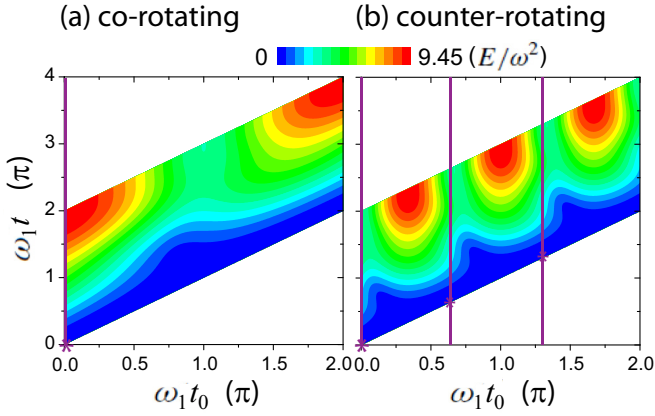 (a) co-rotating
(b) counter-rotating
0 9.45 (E/ω²)
4
3
2
1
0
ω₁t (π)
0.0 0.5 1.0 1.5 2.0
0.0 0.5 1.0 1.5 2.0
ω₁t₀ (π)
ω₁t₀ (π)